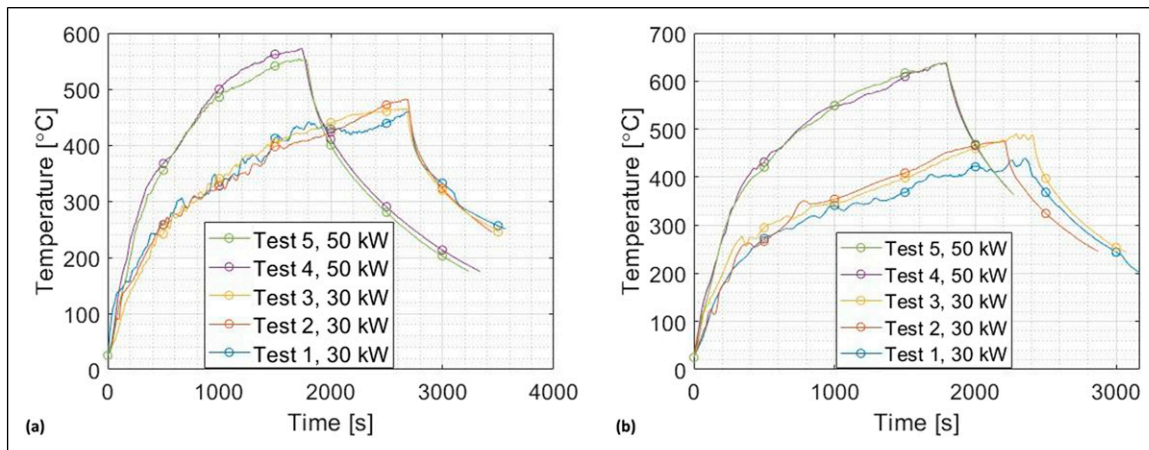 600
500
400
300
200
100
0
Temperature [°C]
Test 5, 50 kW
Test 4, 50 kW
Test 3, 30 kW
Test 2, 30 kW
Test 1, 30 kW
0 1000 2000 3000 4000
Time [s]
(a)
700
600
500
400
300
200
100
0
Temperature [°C]
Test 5, 50 kW
Test 4, 50 kW
Test 3, 30 kW
Test 2, 30 kW
Test 1, 30 kW
0 1000 2000 3000
Time [s]
(b)